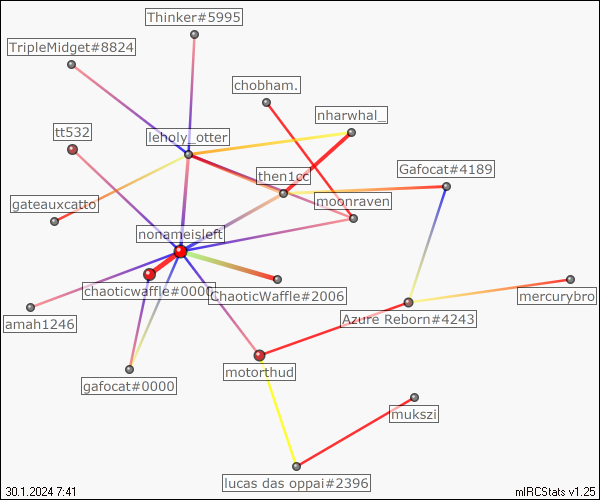 Thinker#5995
TripleMidget#8824
chobham.
nharwhal_
tt532
leholy_otter
Gafocat#4189
then1cc
gateauxcatto
moonraven
nonameisleft
chaoticwaffle#0000
ChaoticWaffle#2006
mercurybro
amah1246
Azure Reborn#4243
motorthud
gafocat#0000
mukszi
lucas das oppai#2396
30.1.2024 7:41
mIRCStats v1.25